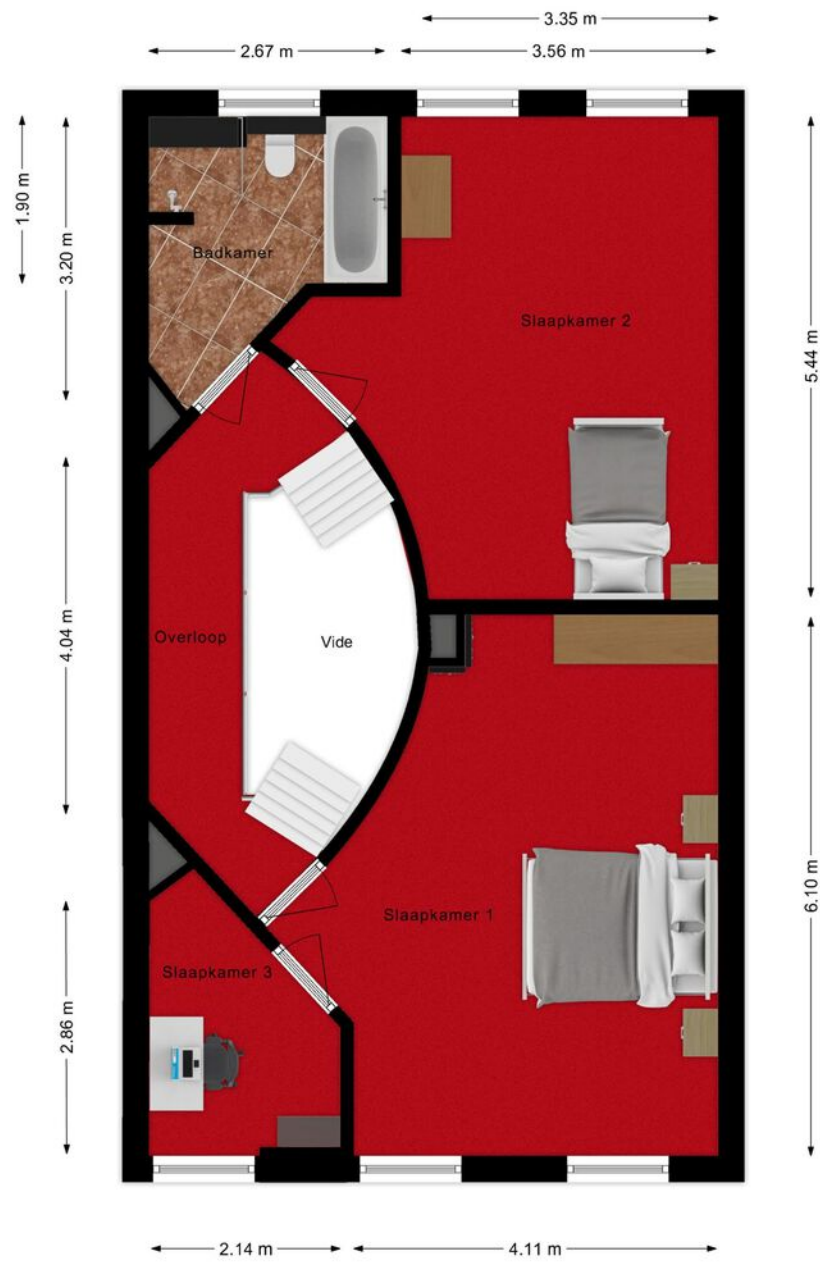 3.35 m
2.67 m
3.56 m
1.90 m
3.20 m
Badkamer
Slaapkamer 2
5.44 m
4.04 m
Overloop
Vide
6.10 m
Slaapkamer 1
Slaapkamer 3
2.86 m
2.14 m
4.11 m